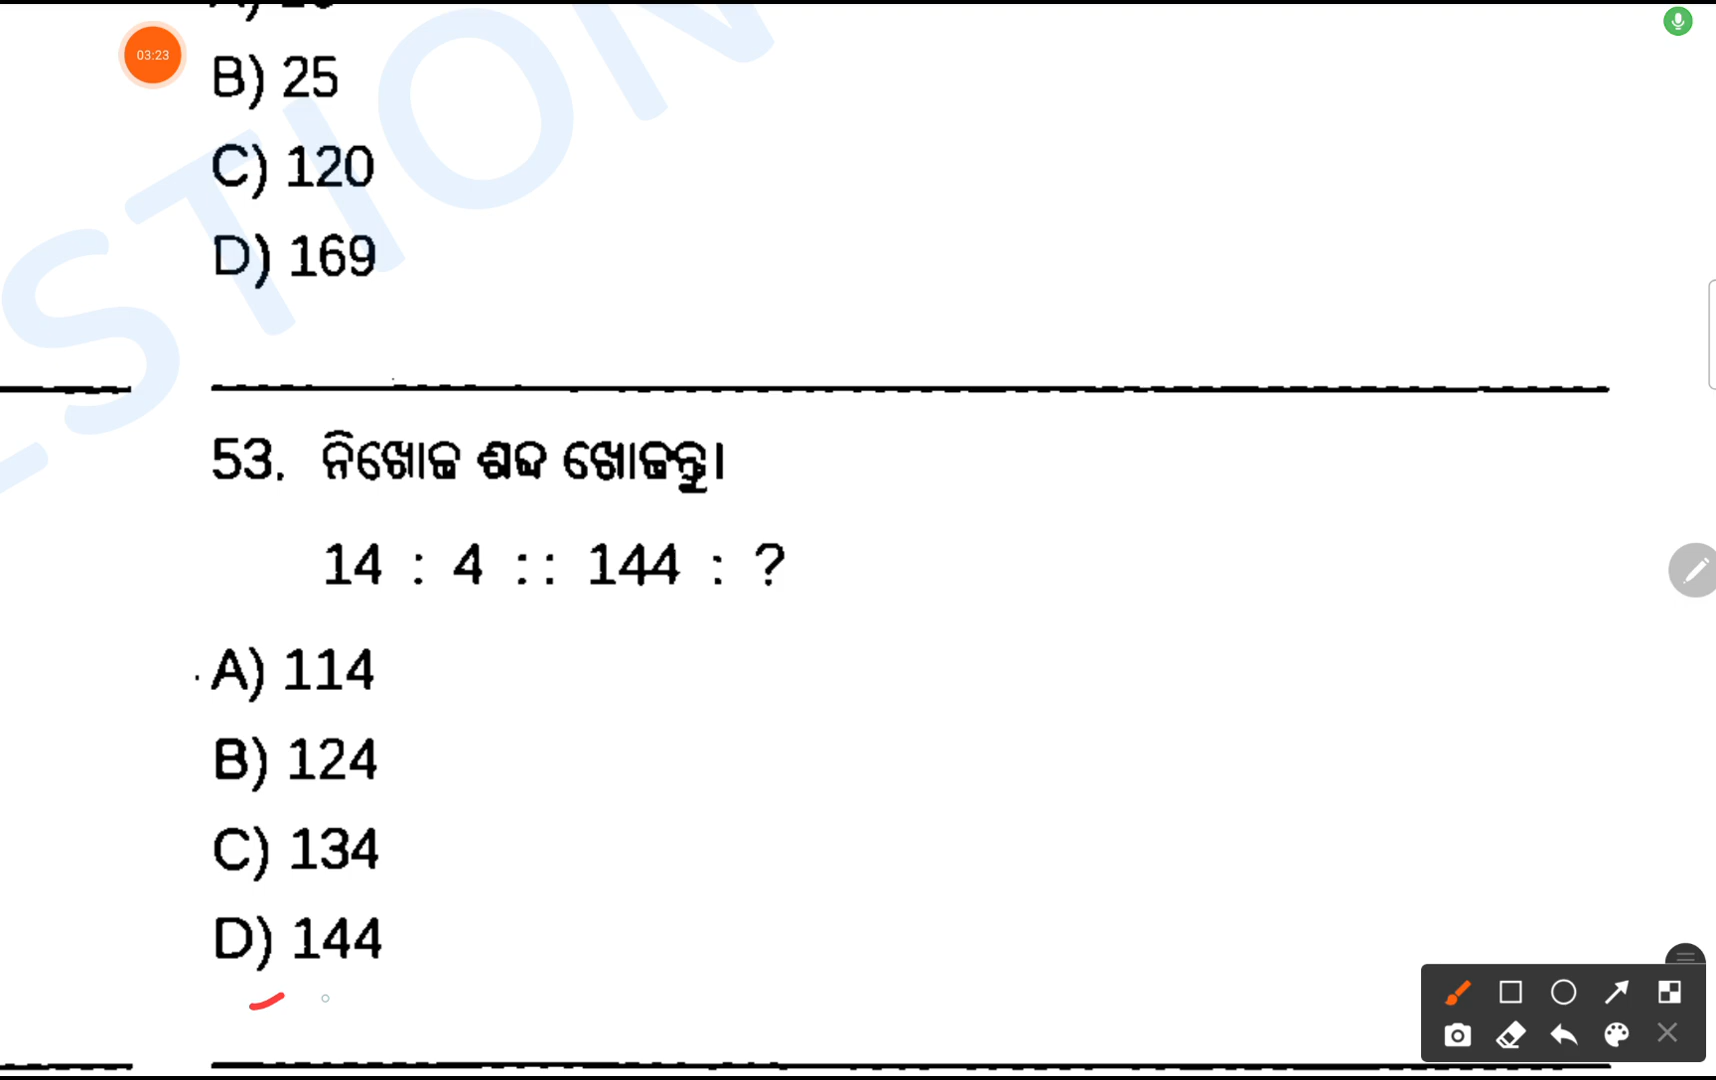 03:23
B) 25
C) 120
D) 169
53. ନିଖୋଜ ଶବ୍ଦ ଖୋଜନ୍ତୁ।
14 : 4 :: 144 : ?
A) 114
B) 124
C) 134
D) 144